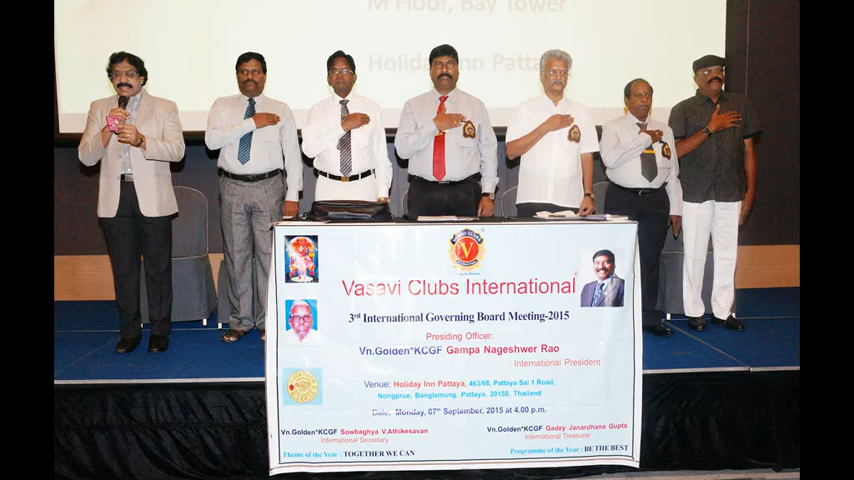 M Floor, Bay Tower
Holiday Inn Pattaya
V
Vasavi Clubs International
3rd International Governing Board Meeting-2015
Presiding Officer:
Vn.Golden*KCGF Gampa Nageshwer Rao
International President
Venue: Holiday Inn Pattaya, 463/68, Pattaya Sai 1 Road,
Nongprue, Banglamung, Pattaya, 20150, Thailand
Date: Monday, 07th September, 2015 at 4.00 p.m.
Vn.Golden*KCGF Sowbaghya V.Athikesavan
International Secretary
Vn.Golden*KCGF Gadey Janardhana Gupta
International Treasurer
Theme of the Year : TOGETHER WE CAN
Programme of the Year : BE THE BEST